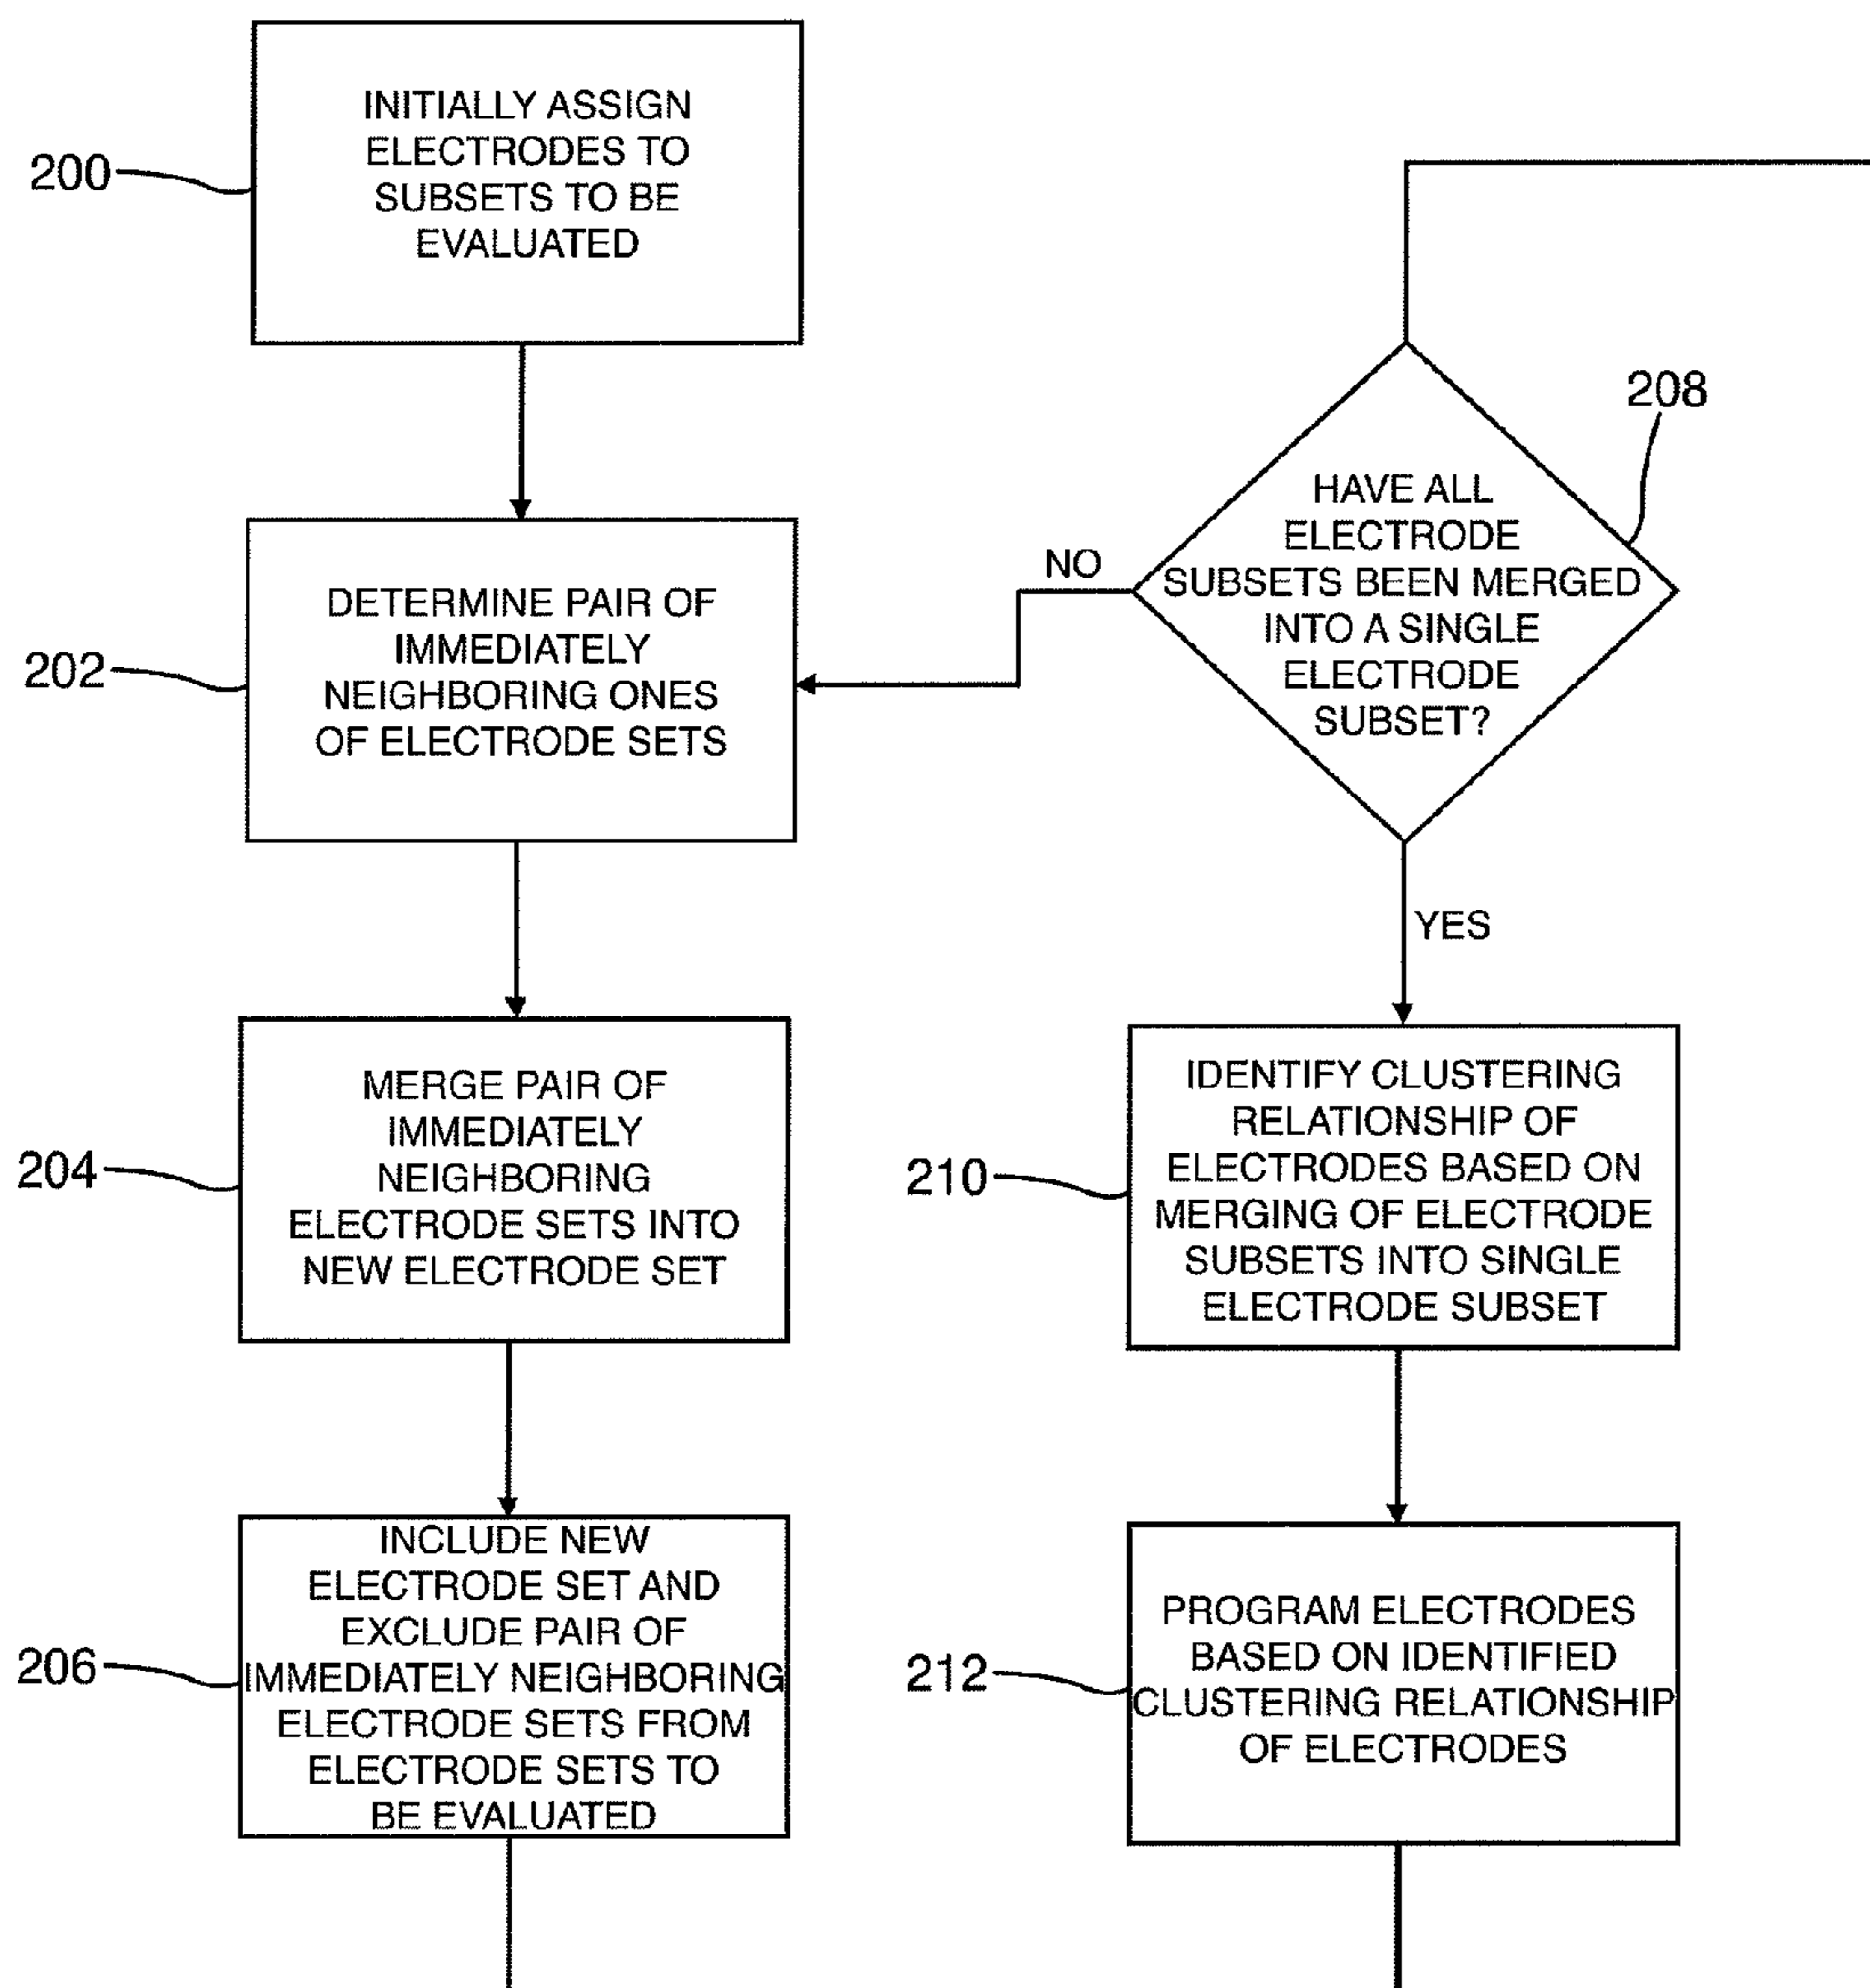 200
INITIALLY ASSIGN
ELECTRODES TO
SUBSETS TO BE
EVALUATED
202
DETERMINE PAIR OF
IMMEDIATELY
NEIGHBORING ONES
OF ELECTRODE SETS
204
MERGE PAIR OF
IMMEDIATELY
NEIGHBORING
ELECTRODE SETS INTO
NEW ELECTRODE SET
206
INCLUDE NEW
ELECTRODE SET AND
EXCLUDE PAIR OF
IMMEDIATELY NEIGHBORING
ELECTRODE SETS FROM
ELECTRODE SETS TO
BE EVALUATED
208
HAVE ALL
ELECTRODE
SUBSETS BEEN MERGED
INTO A SINGLE
ELECTRODE
SUBSET?
NO
YES
210
IDENTIFY CLUSTERING
RELATIONSHIP OF
ELECTRODES BASED ON
MERGING OF ELECTRODE
SUBSETS INTO SINGLE
ELECTRODE SUBSET
212
PROGRAM ELECTRODES
BASED ON IDENTIFIED
CLUSTERING RELATIONSHIP
OF ELECTRODES